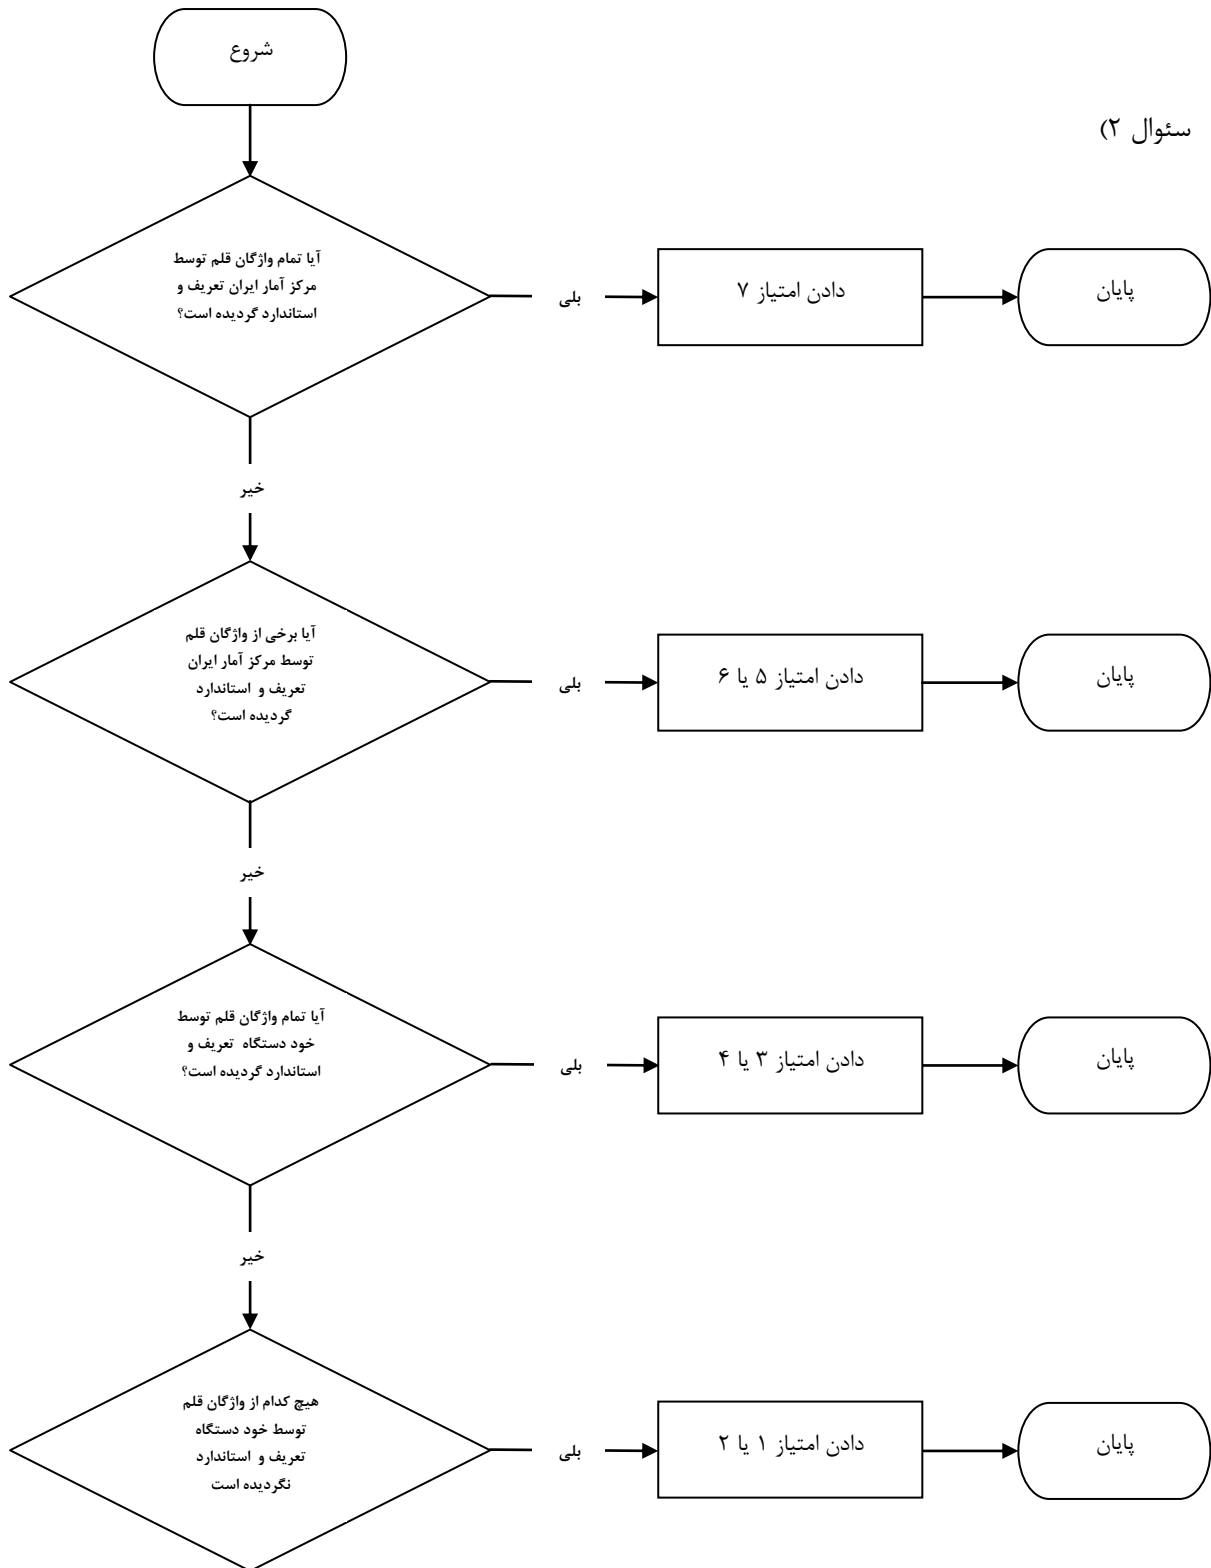 شروع
سئوال ۲)
آیا تمام واژگان قلم توسط
مرکز آمار ایران تعریف و
استاندارد گردیده است؟
بلی
دادن امتیاز ۷
پایان
خیر
آیا برخی از واژگان قلم
توسط مرکز آمار ایران
تعریف و استاندارد
گردیده است؟
بلی
دادن امتیاز ۵ یا ۶
پایان
خیر
آیا تمام واژگان قلم توسط
خود دستگاه تعریف و
استاندارد گردیده است؟
بلی
دادن امتیاز ۳ یا ۴
پایان
خیر
هیچ کدام از واژگان قلم
توسط خود دستگاه
تعریف و استاندارد
نگردیده است
بلی
دادن امتیاز ۱ یا ۲
پایان